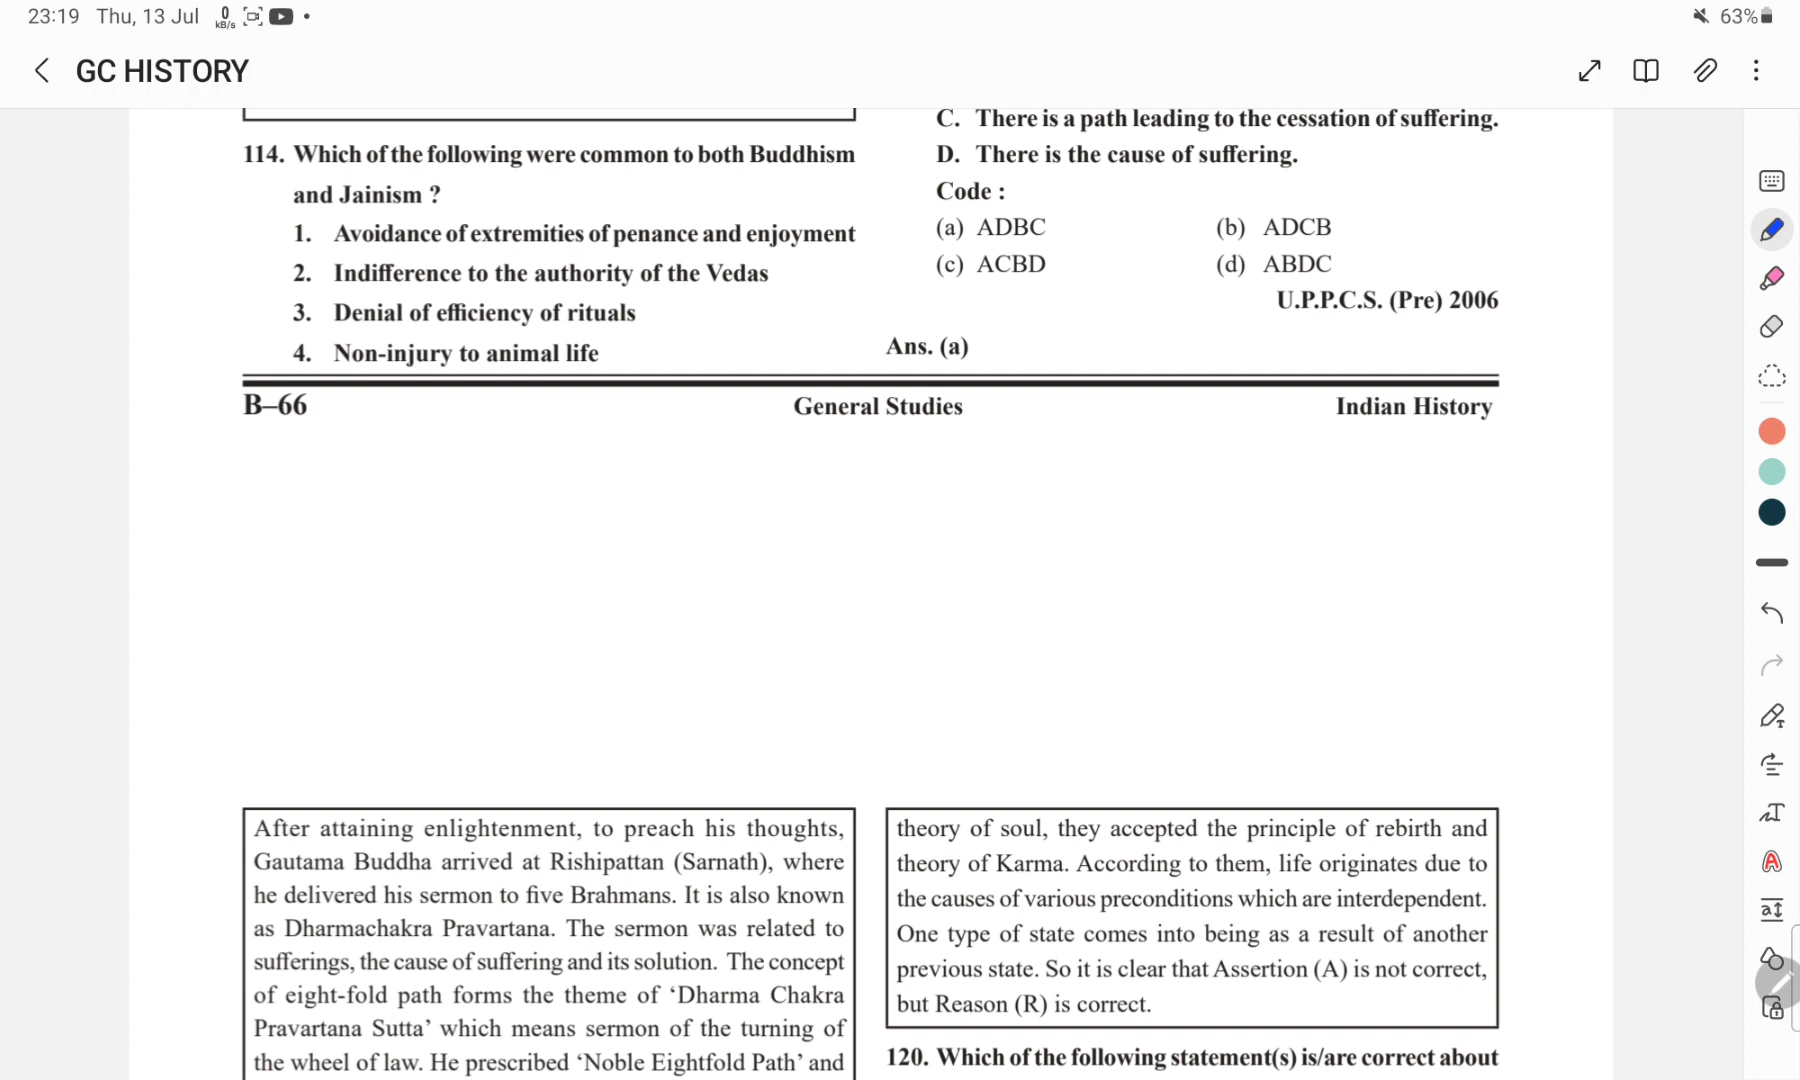 23:19 Thu, 13 Jul 0 kB/s
63%
GC HISTORY
114. Which of the following were common to both Buddhism
and Jainism ?
1. Avoidance of extremities of penance and enjoyment
2. Indifference to the authority of the Vedas
3. Denial of efficiency of rituals
4. Non-injury to animal life
C. There is a path leading to the cessation of suffering.
D. There is the cause of suffering.
Code :
(a) ADBC (b) ADCB
(c) ACBD (d) ABDC
U.P.P.C.S. (Pre) 2006
Ans. (a)
B–66 General Studies Indian History
After attaining enlightenment, to preach his thoughts,
Gautama Buddha arrived at Rishipattan (Sarnath), where
he delivered his sermon to five Brahmans. It is also known
as Dharmachakra Pravartana. The sermon was related to
sufferings, the cause of suffering and its solution. The concept
of eight-fold path forms the theme of ‘Dharma Chakra
Pravartana Sutta’ which means sermon of the turning of
the wheel of law. He prescribed ‘Noble Eightfold Path’ and
theory of soul, they accepted the principle of rebirth and
theory of Karma. According to them, life originates due to
the causes of various preconditions which are interdependent.
One type of state comes into being as a result of another
previous state. So it is clear that Assertion (A) is not correct,
but Reason (R) is correct.
120. Which of the following statement(s) is/are correct about